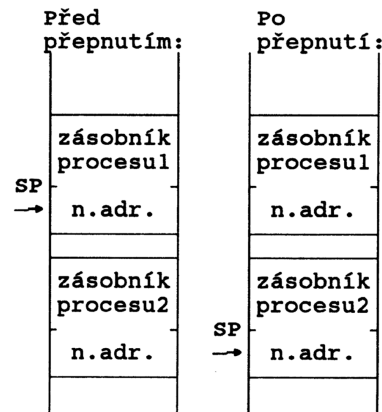 Před
přepnutím:
Po
přepnutí:
zásobník
procesu1
SP
n.adr.
zásobník
procesu2
n.adr.
zásobník
procesu1
n.adr.
zásobník
procesu2
SP
n.adr.